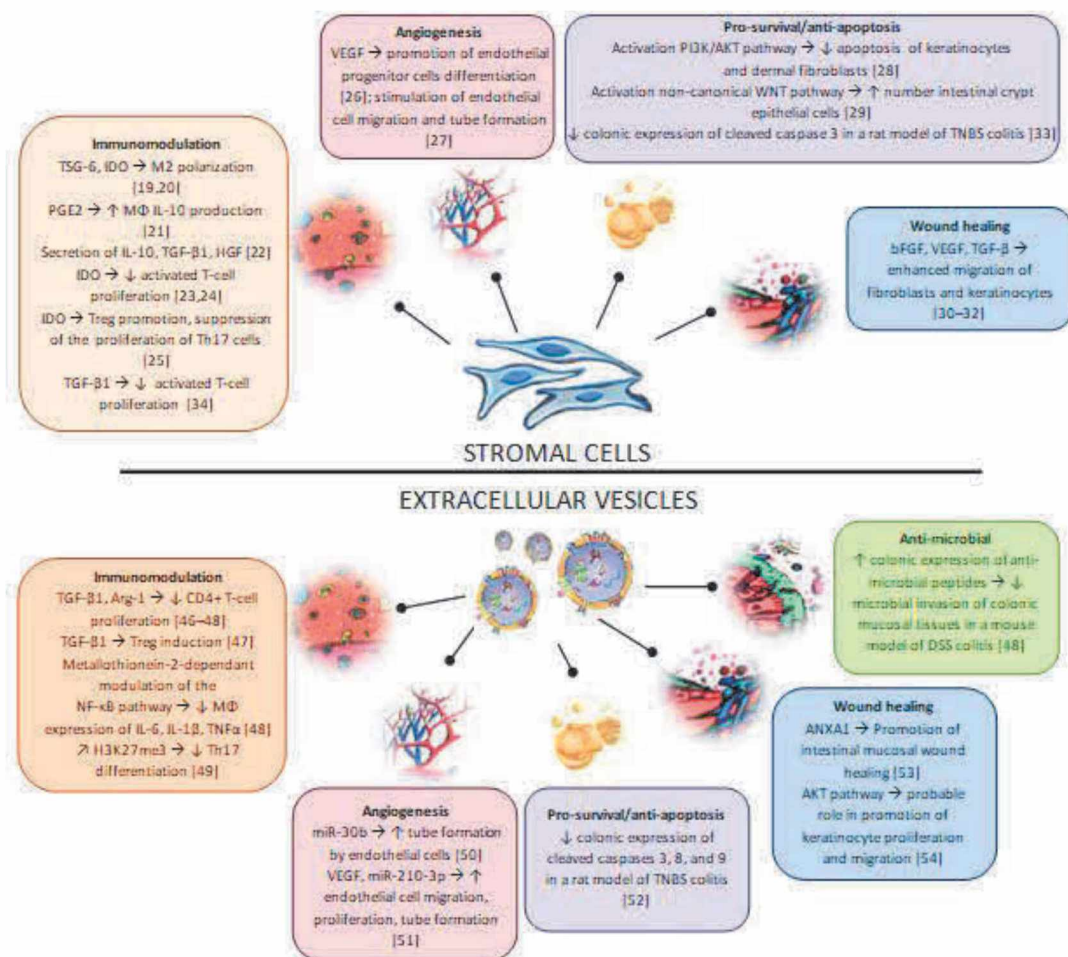 Angiogenesis
VEGF → promotion of endothelial
progenitor cells differentiation
[26]; stimulation of endothelial
cell migration and tube formation
[27]
Pro-survival/anti-apoptosis
Activation PI3K/AKT pathway → ↓ apoptosis of keratinocytes
and dermal fibroblasts [28]
Activation non-canonical WNT pathway → ↑ number intestinal crypt
epithelial cells [29]
↓ colonic expression of cleaved caspase 3 in a rat model of TNBS colitis [33]
Immunomodulation
TSG-6, IDO → M2 polarization
[19,20]
PGE2 → ↑ MΦ IL-10 production
[21]
Secretion of IL-10, TGF-β1, HGF [22]
IDO → ↓ activated T-cell
proliferation [23,24]
IDO → Treg promotion, suppression
of the proliferation of Th17 cells
[25]
TGF-β1 → ↓ activated T-cell
proliferation [34]
Wound healing
bFGF, VEGF, TGF-β →
enhanced migration of
fibroblasts and keratinocytes
[30–32]
STROMAL CELLS
EXTRACELLULAR VESICLES
Immunomodulation
TGF-β1, Arg-1 → ↓ CD4+ T-cell
proliferation [46–48]
TGF-β1 → Treg induction [47]
Metallothionein-2-dependant
modulation of the
NF-κB pathway → ↓ MΦ
expression of IL-6, IL-1β, TNFα [48]
↗ H3K27me3 → ↓ Th17
differentiation [49]
Angiogenesis
miR-30b → ↑ tube formation
by endothelial cells [50]
VEGF, miR-210-3p → ↑
endothelial cell migration,
proliferation, tube formation
[51]
Pro-survival/anti-apoptosis
↓ colonic expression of
cleaved caspases 3, 8, and 9
in a rat model of TNBS colitis
[52]
Anti-microbial
↑ colonic expression of anti-
microbial peptides → ↓
microbial invasion of colonic
mucosal tissues in a mouse
model of DSS colitis [48]
Wound healing
ANXA1 → Promotion of
intestinal mucosal wound
healing [53]
AKT pathway → probable
role in promotion of
keratinocyte proliferation
and migration [54]